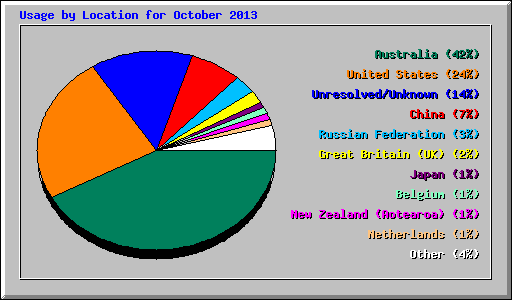 Usage by Location for October 2013
Australia (42%)
United States (24%)
Unresolved/Unknown (14%)
China (7%)
Russian Federation (3%)
Great Britain (UK) (2%)
Japan (1%)
Belgium (1%)
New Zealand (Aotearoa) (1%)
Netherlands (1%)
Other (4%)